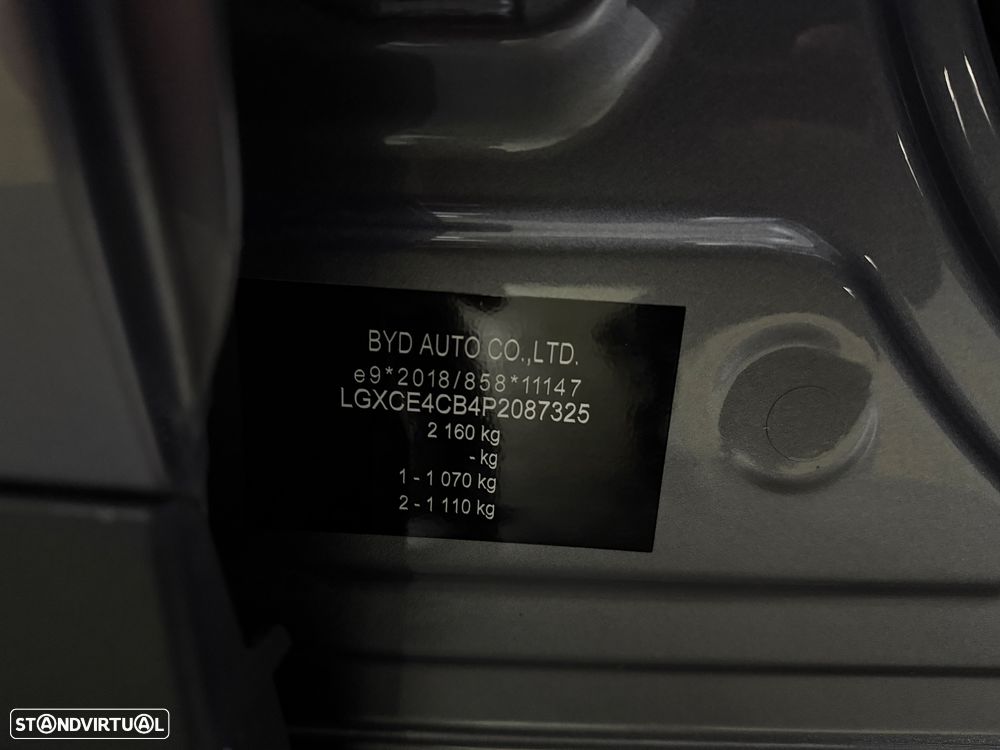 BYD AUTO CO.,LTD.
e9*2018/858*11147
LGXCE4CB4P2087325
2 160 kg
- kg
1 - 1 070 kg
2 - 1 110 kg
STANDVIRTUAL